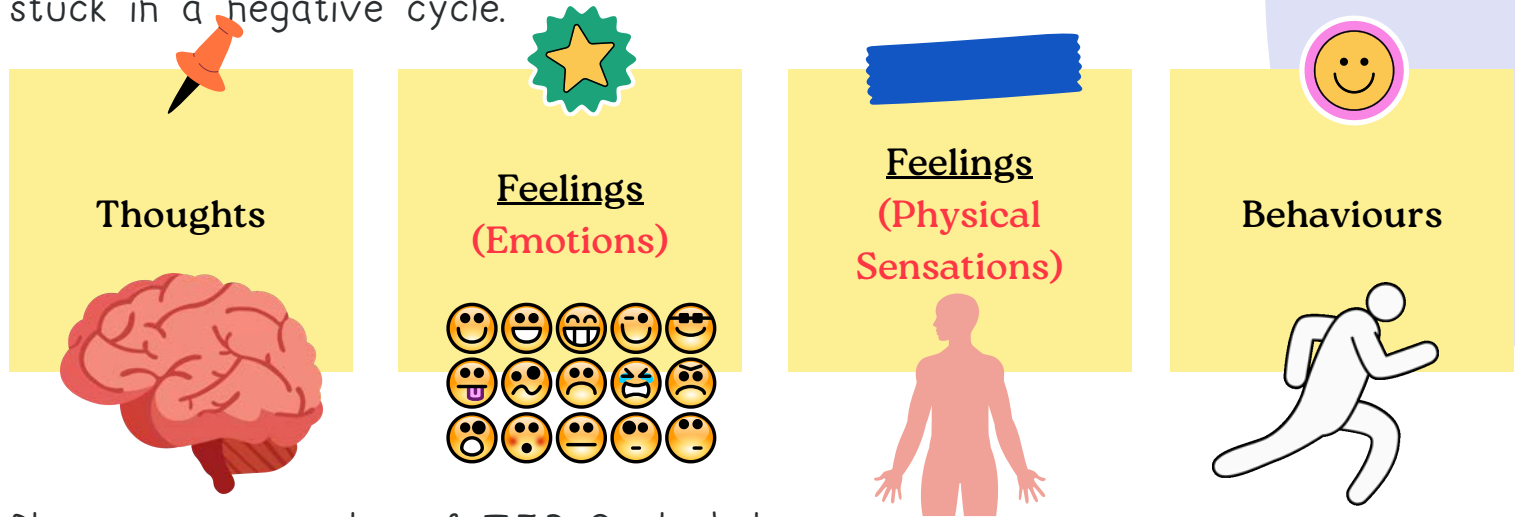 stuck in a negative cycle.
Thoughts
Feelings
(Emotions)
Feelings
(Physical
Sensations)
Behaviours